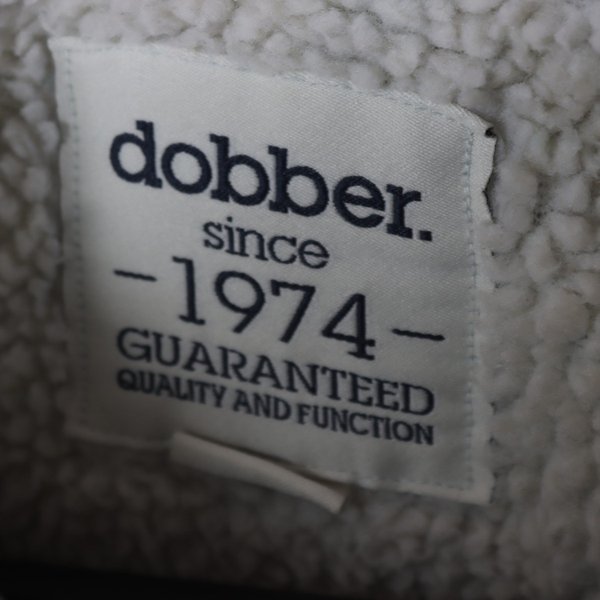 dobber.
since
-1974-
GUARANTEED
QUALITY AND FUNCTION